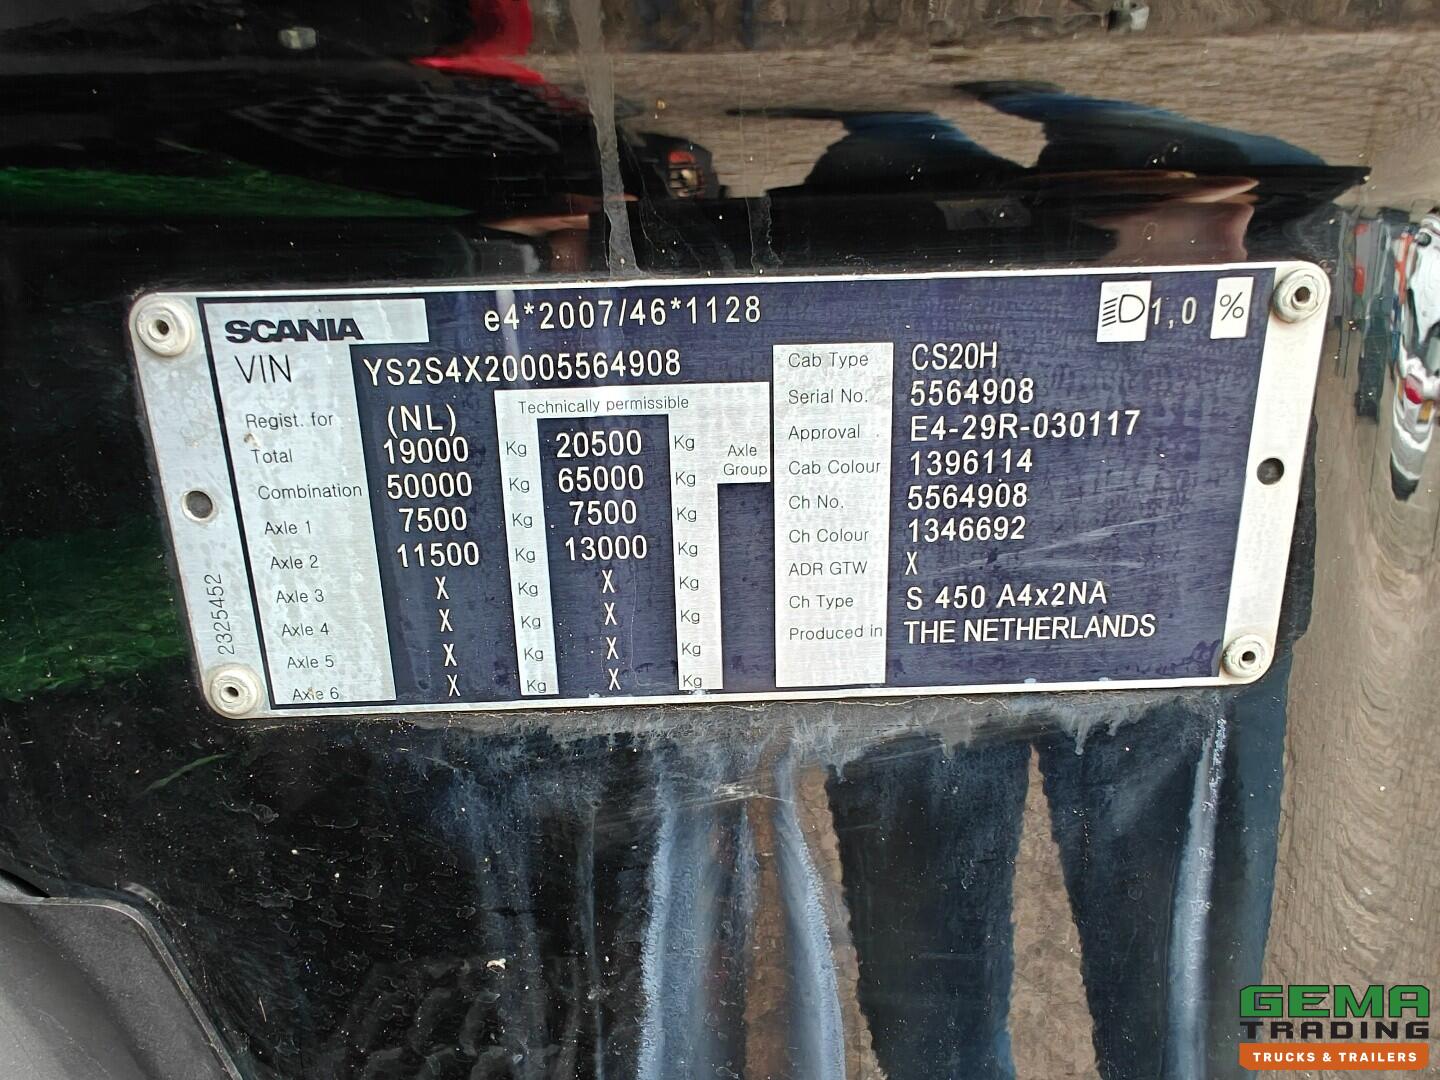 SCANIA e4*2007/46*1128 1,0 %
VIN YS2S4X20005564908
Regist. for (NL) Technically permissible
Total 19000 Kg 20500 Kg Axle Group
Combination 50000 Kg 65000 Kg
Axle 1 7500 Kg 7500 Kg
Axle 2 11500 Kg 13000 Kg
Axle 3 X Kg X Kg
Axle 4 X Kg X Kg
Axle 5 X Kg X Kg
Axle 6 X Kg X Kg
Cab Type CS20H
Serial No. 5564908
Approval E4-29R-030117
Cab Colour 1396114
Ch No. 5564908
Ch Colour 1346692
ADR GTW X
Ch Type S 450 A4x2NA
Produced in THE NETHERLANDS
2325452
GEMA
TRADING
TRUCKS & TRAILERS